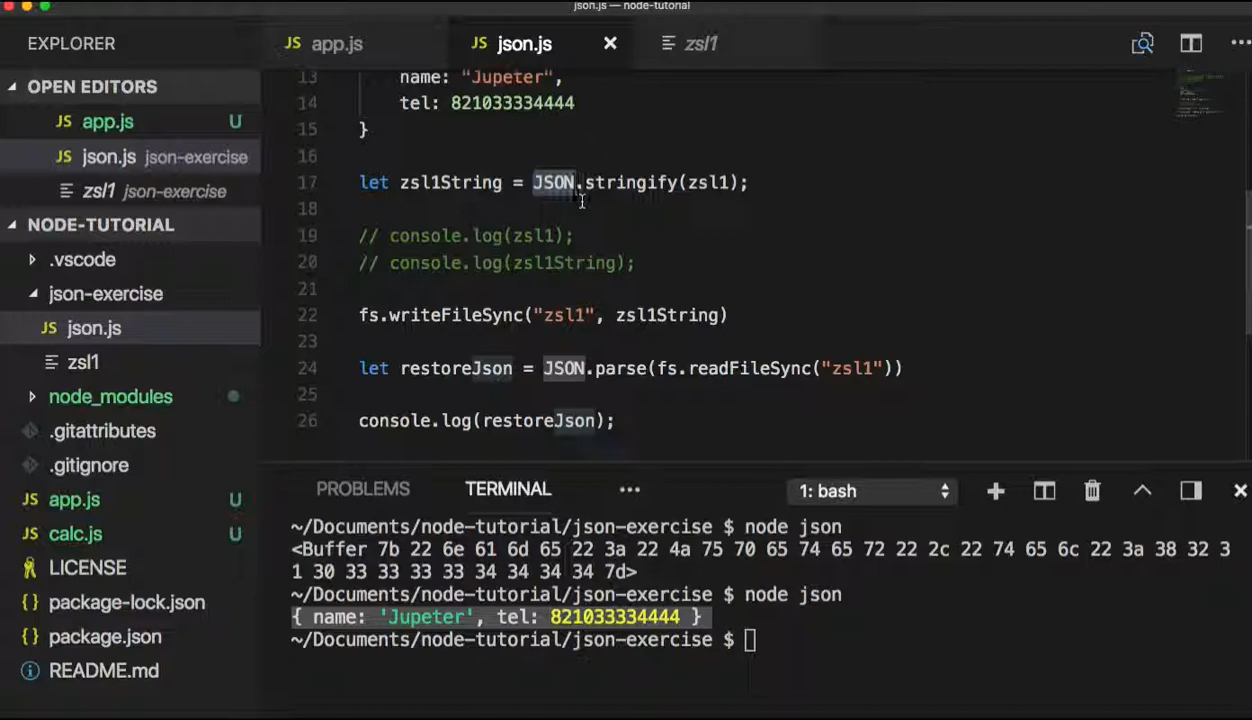 json.js — node-tutorial
EXPLORER
JS app.js
JS json.js
zsl1
OPEN EDITORS
JS app.js U
JS json.js json-exercise
zsl1 json-exercise
NODE-TUTORIAL
.vscode
json-exercise
JS json.js
zsl1
node_modules
.gitattributes
.gitignore
JS app.js U
JS calc.js U
LICENSE
{} package-lock.json
{} package.json
README.md
13 name: "Jupeter",
14 tel: 821033334444
15 }
16
17 let zsl1String = JSON.stringify(zsl1);
18
19 // console.log(zsl1);
20 // console.log(zsl1String);
21
22 fs.writeFileSync("zsl1", zsl1String)
23
24 let restoreJson = JSON.parse(fs.readFileSync("zsl1"))
25
26 console.log(restoreJson);
PROBLEMS TERMINAL ••• 1: bash
~/Documents/node-tutorial/json-exercise $ node json
<Buffer 7b 22 6e 61 6d 65 22 3a 22 4a 75 70 65 74 65 72 22 2c 22 74 65 6c 22 3a 38 32 3
1 30 33 33 33 33 34 34 34 34 7d>
~/Documents/node-tutorial/json-exercise $ node json
{ name: 'Jupeter', tel: 821033334444 }
~/Documents/node-tutorial/json-exercise $